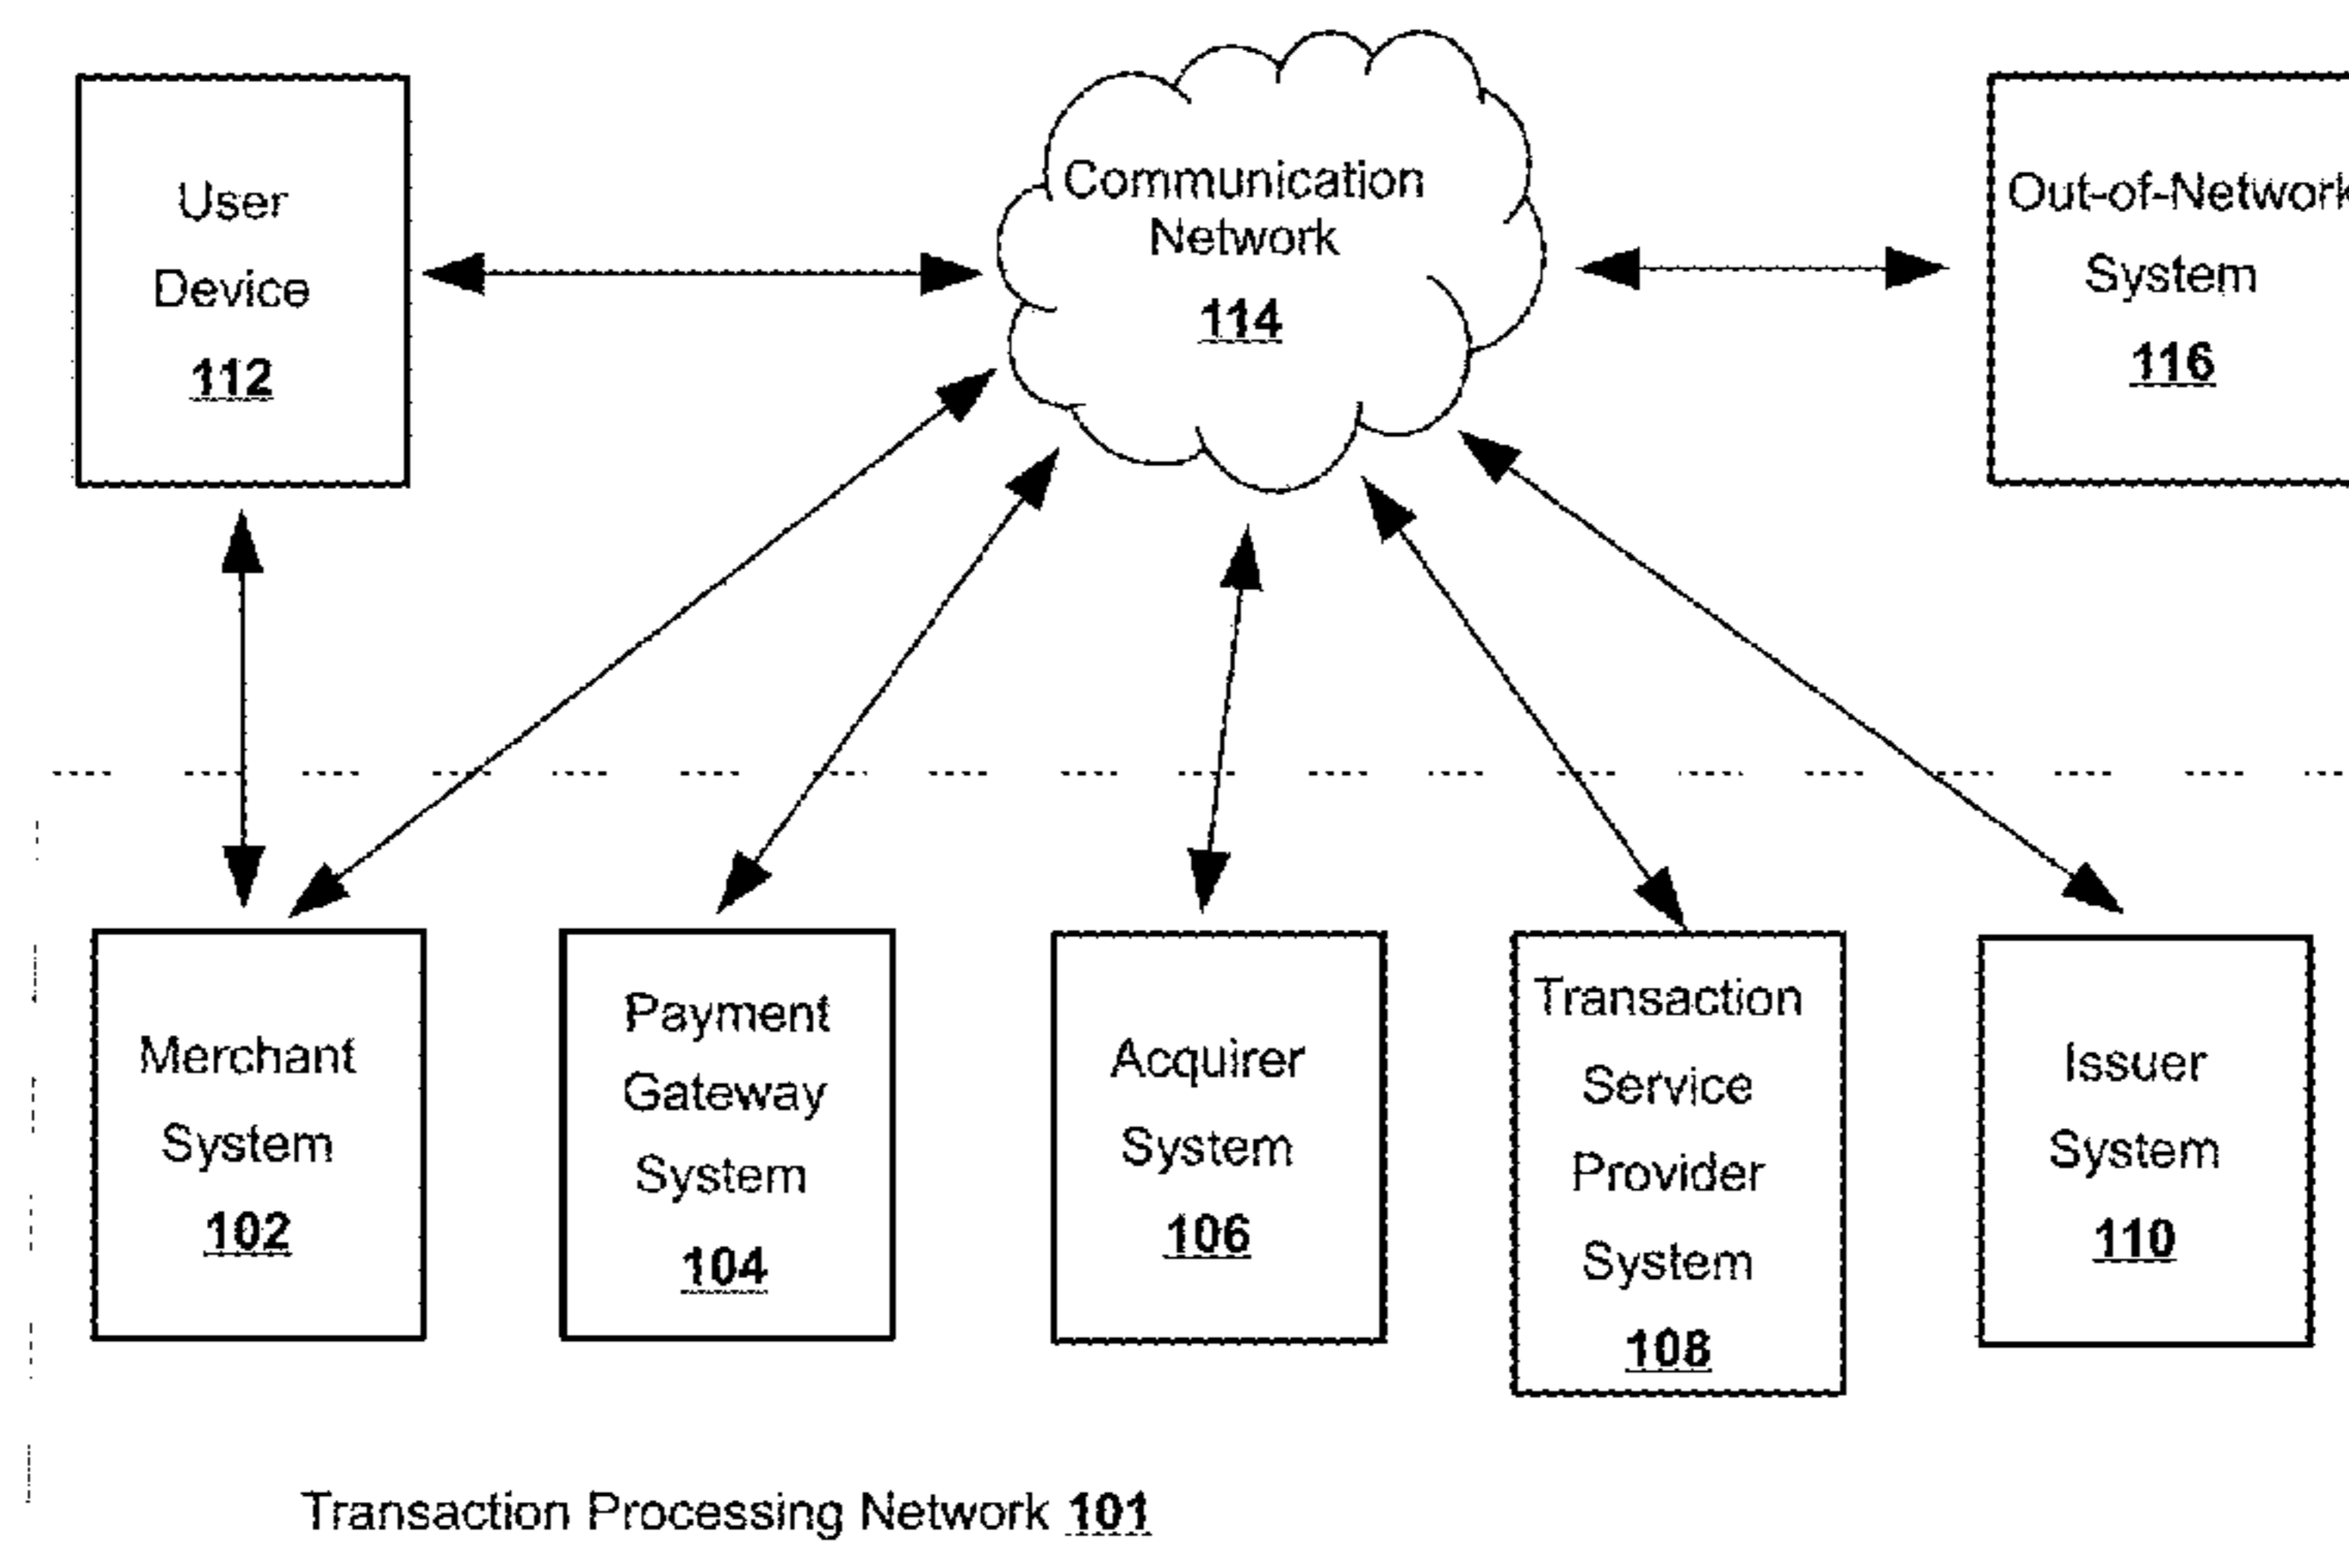 User
Device
112
Communication
Network
114
Out-of-Network
System
116
Merchant
System
102
Payment
Gateway
System
104
Acquirer
System
106
Transaction
Service
Provider
System
108
Issuer
System
110
Transaction Processing Network 101